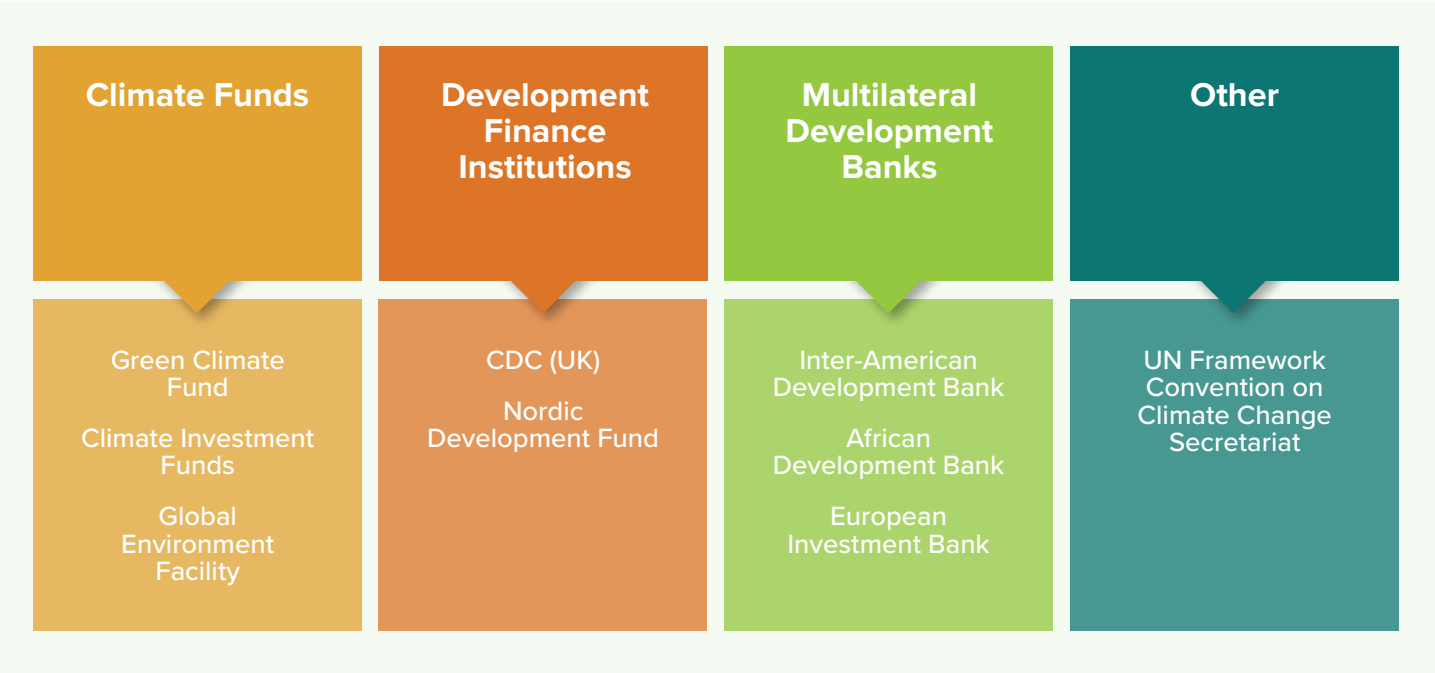 Climate Funds
Development
Finance
Institutions
Multilateral
Development
Banks
Other
Green Climate
Fund
Climate Investment
Funds
Global
Environment
Facility
CDC (UK)
Nordic
Development Fund
Inter-American
Development Bank
African
Development Bank
European
Investment Bank
UN Framework
Convention on
Climate Change
Secretariat